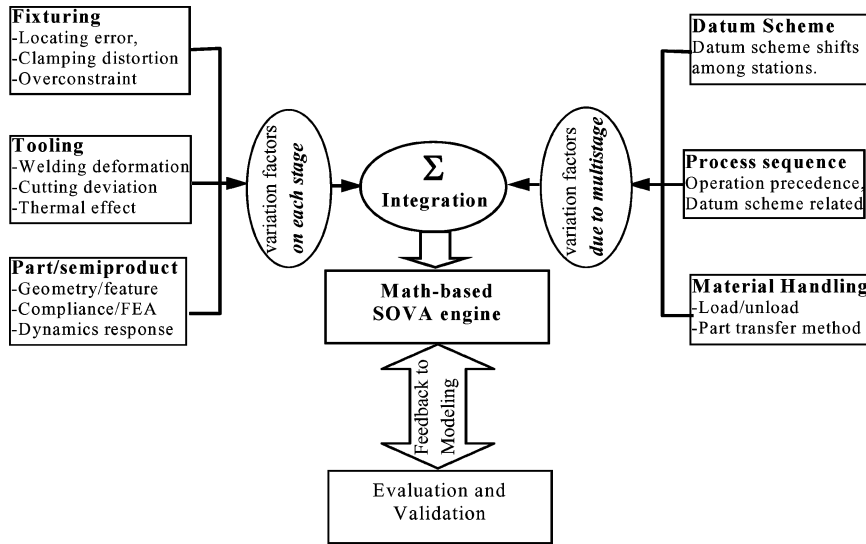 Fixturing
-Locating error,
-Clamping distortion
-Overconstraint
Tooling
-Welding deformation
-Cutting deviation
-Thermal effect
Part/semiproduct
-Geometry/feature
-Compliance/FEA
-Dynamics response
variation factors
on each stage
Σ
Integration
Math-based
SOVA engine
Feedback to
Modeling
Evaluation and
Validation
variation factors
due to multistage
Datum Scheme
Datum scheme shifts
among stations.
Process sequence
Operation precedence,
Datum scheme related
Material Handling
-Load/unload
-Part transfer method